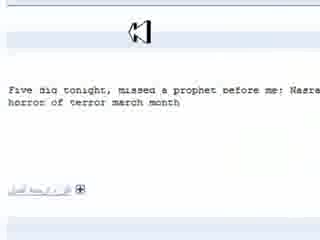 Five dig tonight, missed a prophet before me: Nasra
horror of terror march month